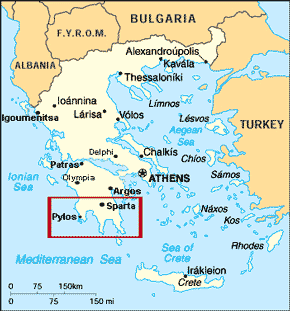 BULGARIA
F.Y.R.O.M.
ALBANIA
Alexandroúpolis
Kavála
Thessaloníki
Ioánnina
Igoumenitsa
Lárisa
Vólos
Límnos
Lésvos
Aegean
Sea
TURKEY
Delphi
Chalkís
Chíos
Ionian
Sea
Patras
Olympia
ATHENS
Sámos
Argos
Sparta
Pylos
Náxos
Kos
Rhodes
Mediterranean Sea
Sea of
Crete
Irákleion
Crete
0 75 150km
0 75 150 mi